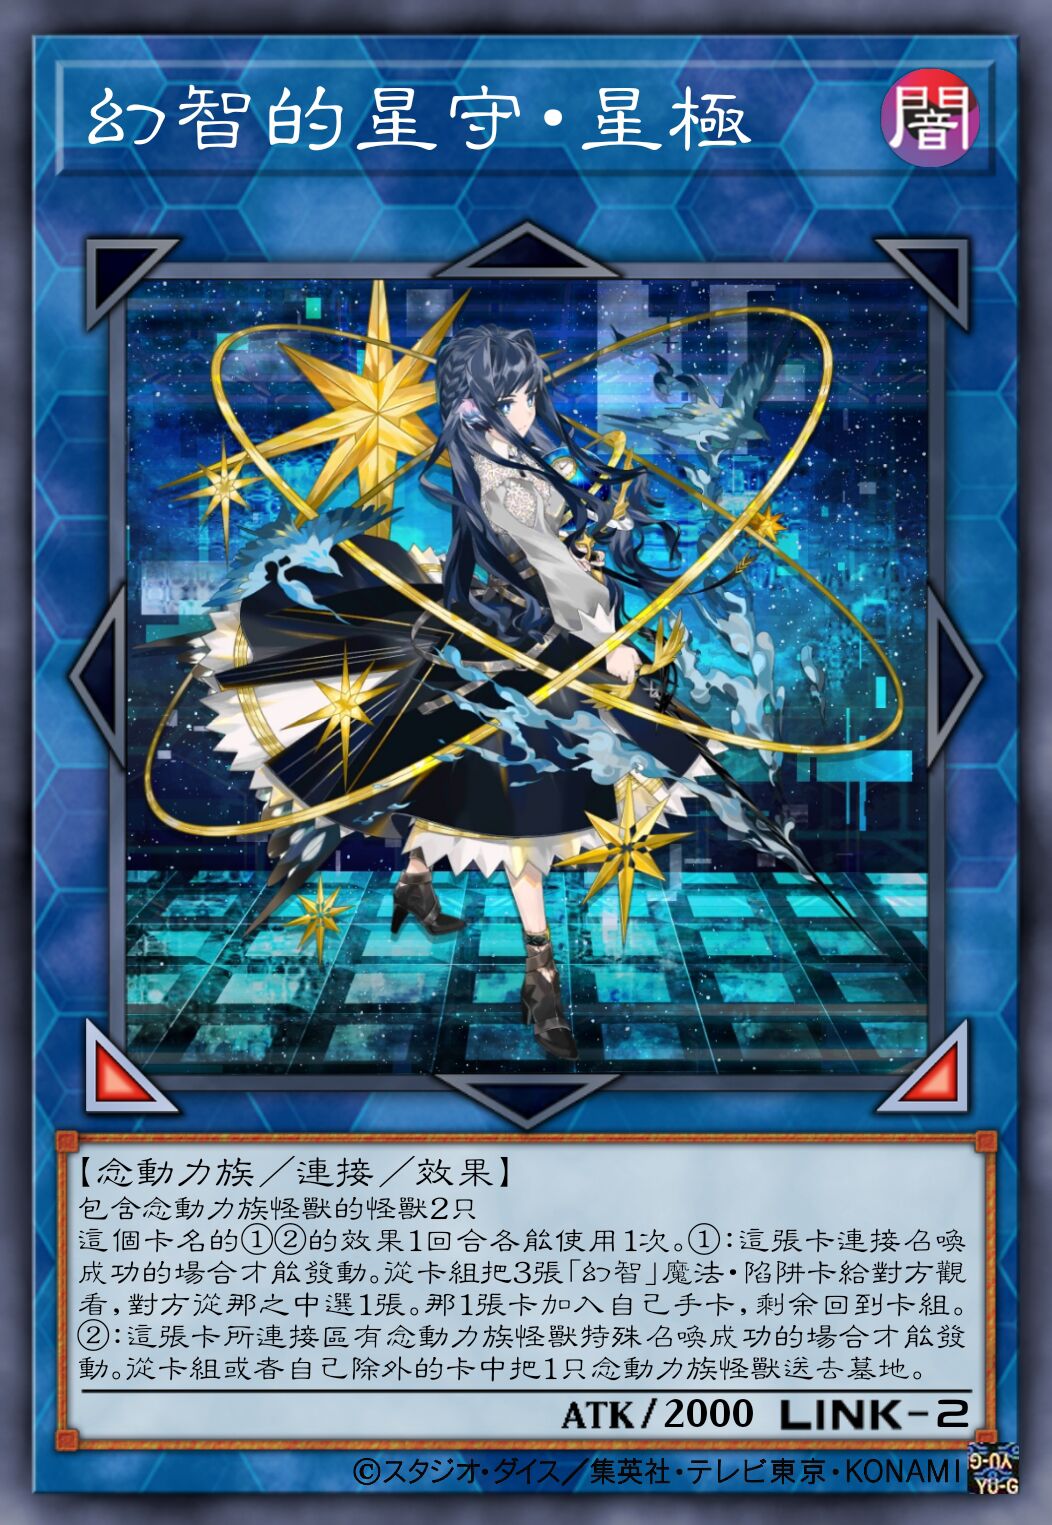 幻智的星守・星極
闇
【念動力族／連接／效果】
包含念動力族怪獸的怪獸2只
這個卡名的①②的效果1回合各能使用1次。①：這張卡連接召喚
成功的場合才能發動。從卡組把3張「幻智」魔法・陷阱卡給對方觀
看，對方從那之中選1張。那1張卡加入自己手卡，剩余回到卡組。
②：這張卡所連接區有念動力族怪獸特殊召喚成功的場合才能發
動。從卡組或者自己除外的卡中把1只念動力族怪獸送去墓地。
ATK/2000 LINK-2
©スタジオ・ダイス／集英社・テレビ東京・KONAMI